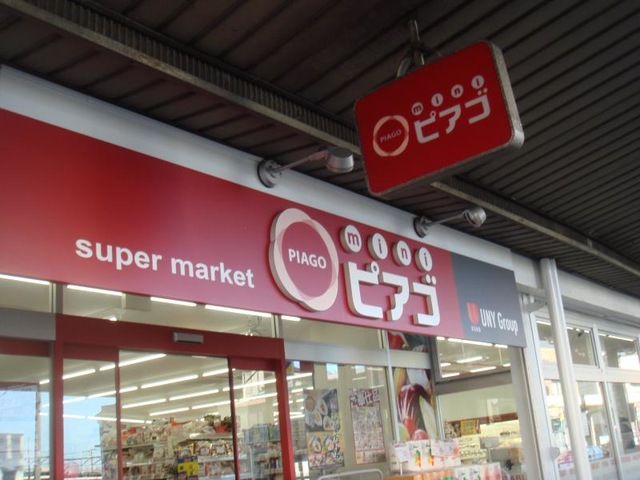 mini
PIAGO
ピアゴ
super market
PIAGO
mini
ピアゴ
UNY Group